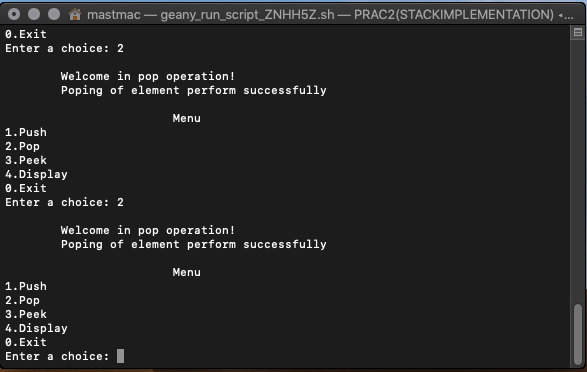 mastmac — geany_run_script_ZNHH5Z.sh — PRAC2(STACKIMPLEMENTATION) ◂...
0.Exit
Enter a choice: 2
Welcome in pop operation!
Poping of element perform successfully
Menu
1.Push
2.Pop
3.Peek
4.Display
0.Exit
Enter a choice: 2
Welcome in pop operation!
Poping of element perform successfully
Menu
1.Push
2.Pop
3.Peek
4.Display
0.Exit
Enter a choice: